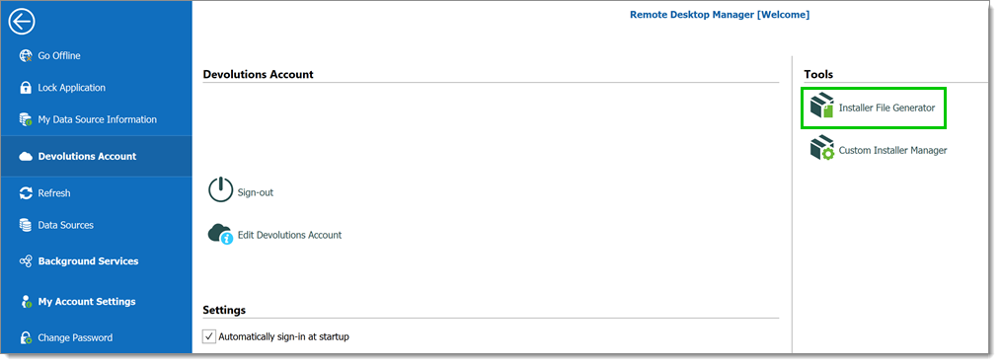 Remote Desktop Manager [Welcome]
Go Offline
Lock Application
My Data Source Information
Devolutions Account
Refresh
Data Sources
Background Services
My Account Settings
Change Password
Devolutions Account
Sign-out
Edit Devolutions Account
Settings
Automatically sign-in at startup
Tools
Installer File Generator
Custom Installer Manager